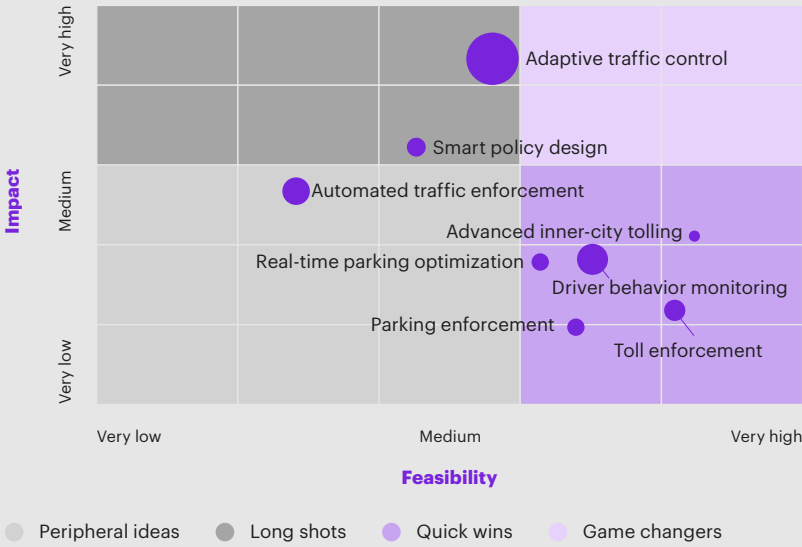 Very high
Medium
Very low
Impact
Adaptive traffic control
Smart policy design
Automated traffic enforcement
Advanced inner-city tolling
Real-time parking optimization
Driver behavior monitoring
Parking enforcement
Toll enforcement
Very low
Medium
Very high
Feasibility
Peripheral ideas
Long shots
Quick wins
Game changers